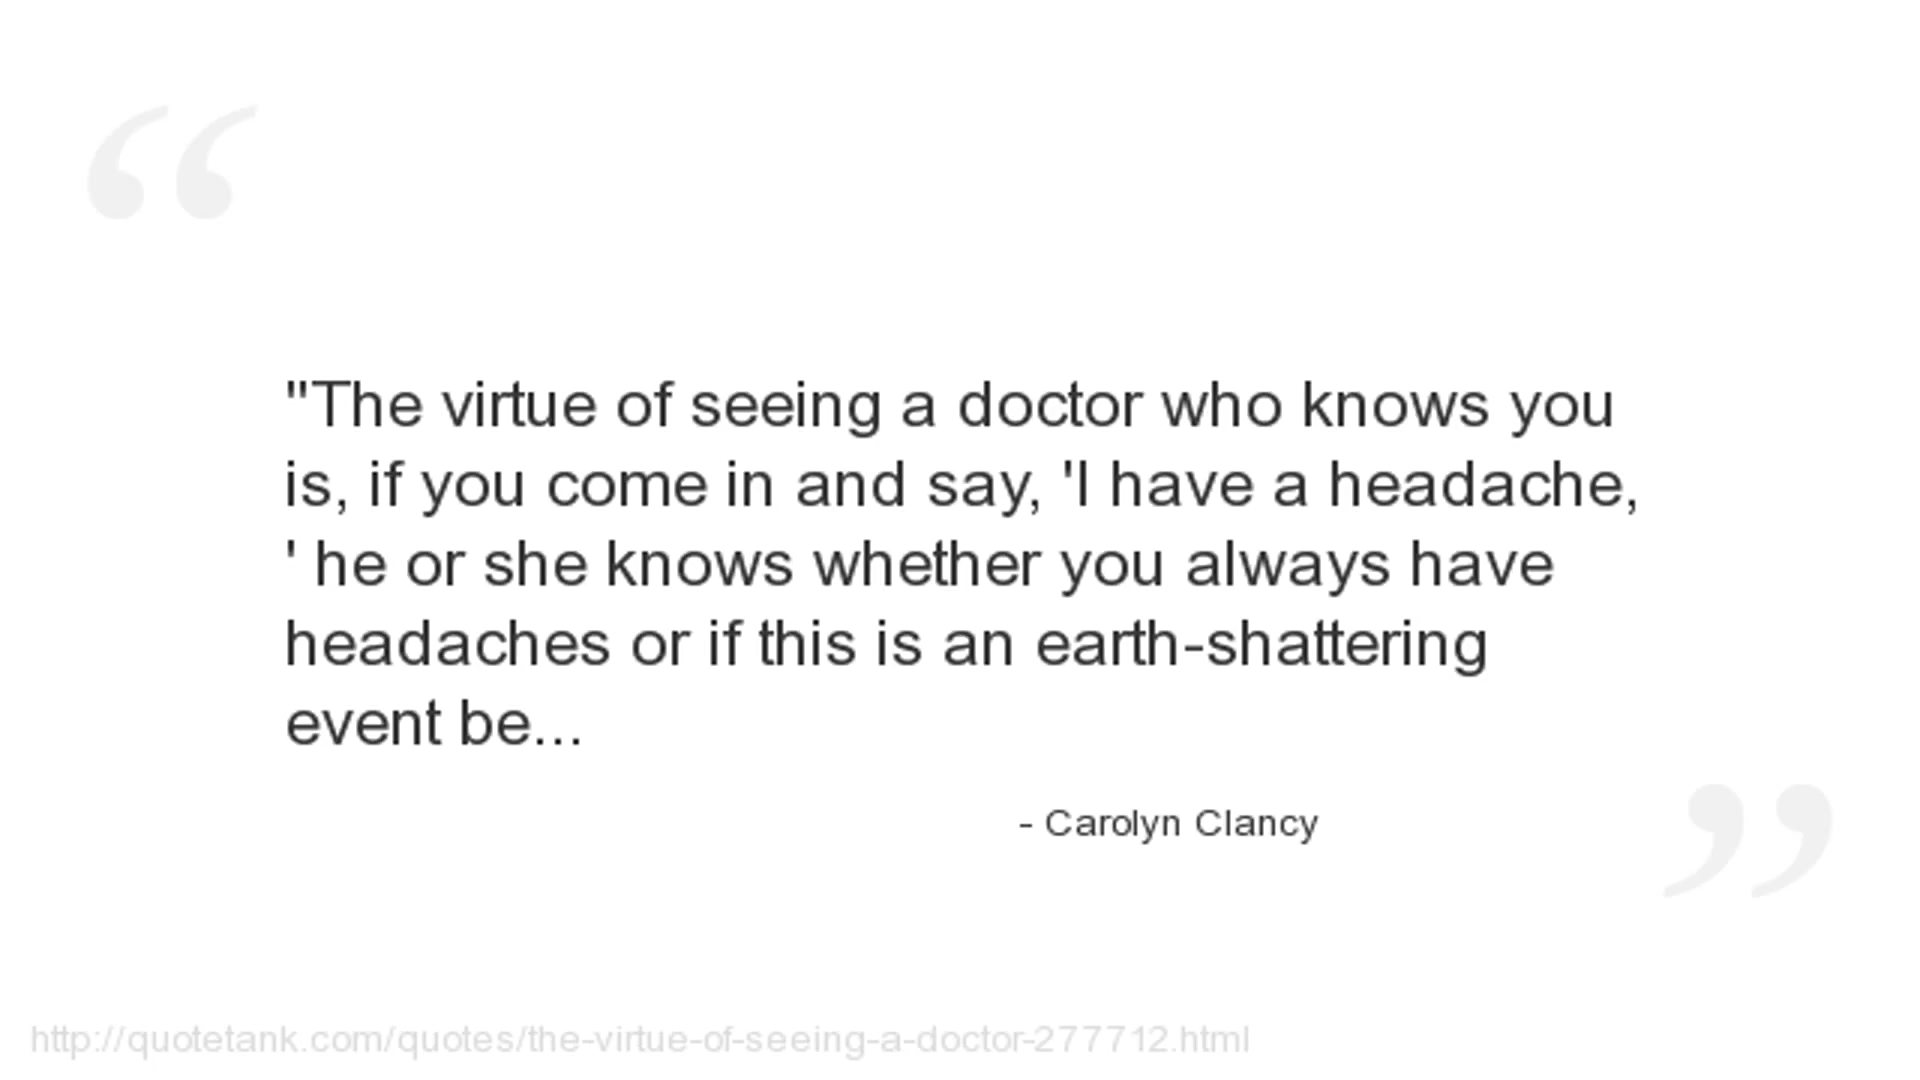 "The virtue of seeing a doctor who knows you
is, if you come in and say, 'I have a headache,
' he or she knows whether you always have
headaches or if this is an earth-shattering
event be...
- Carolyn Clancy
http://quotetank.com/quotes/the-virtue-of-seeing-a-doctor-277712.html